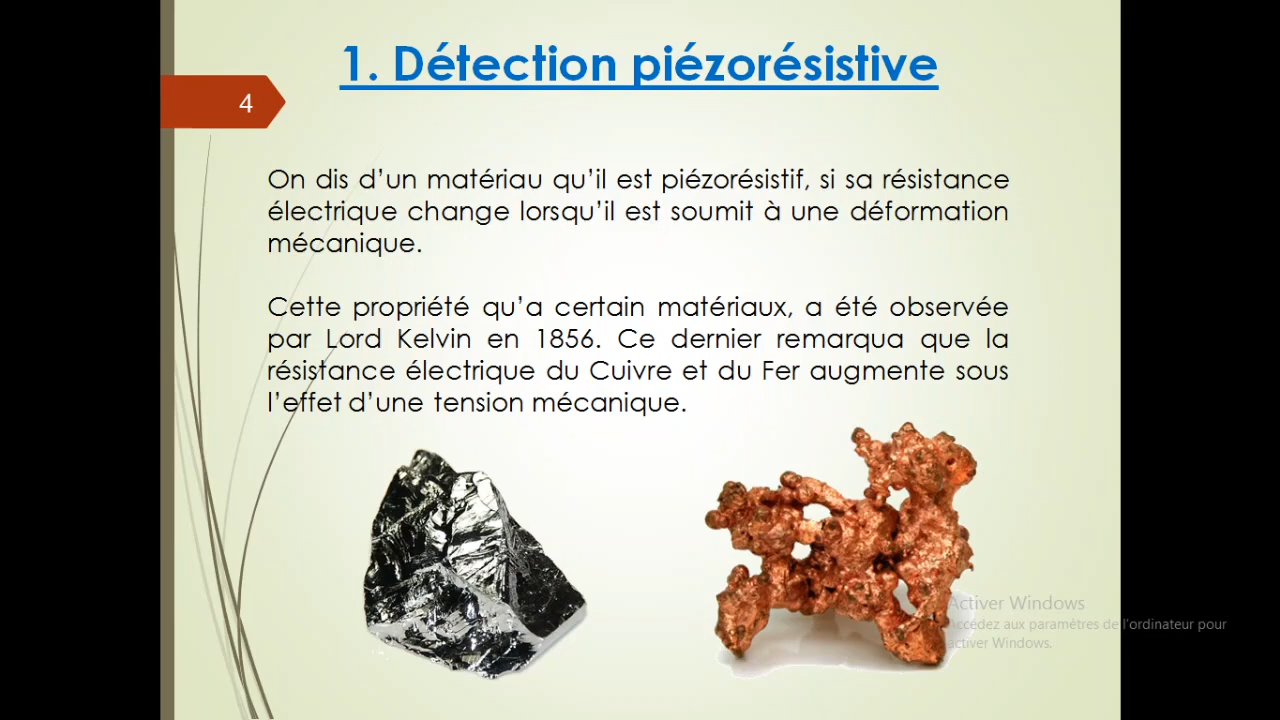 1. Détection piézorésistive
4
On dis d’un matériau qu’il est piézorésistif, si sa résistance
électrique change lorsqu’il est soumit à une déformation
mécanique.
Cette propriété qu’a certain matériaux, a été observée
par Lord Kelvin en 1856. Ce dernier remarqua que la
résistance électrique du Cuivre et du Fer augmente sous
l’effet d’une tension mécanique.
Activer Windows
Accédez aux paramètres de l'ordinateur pour
activer Windows.